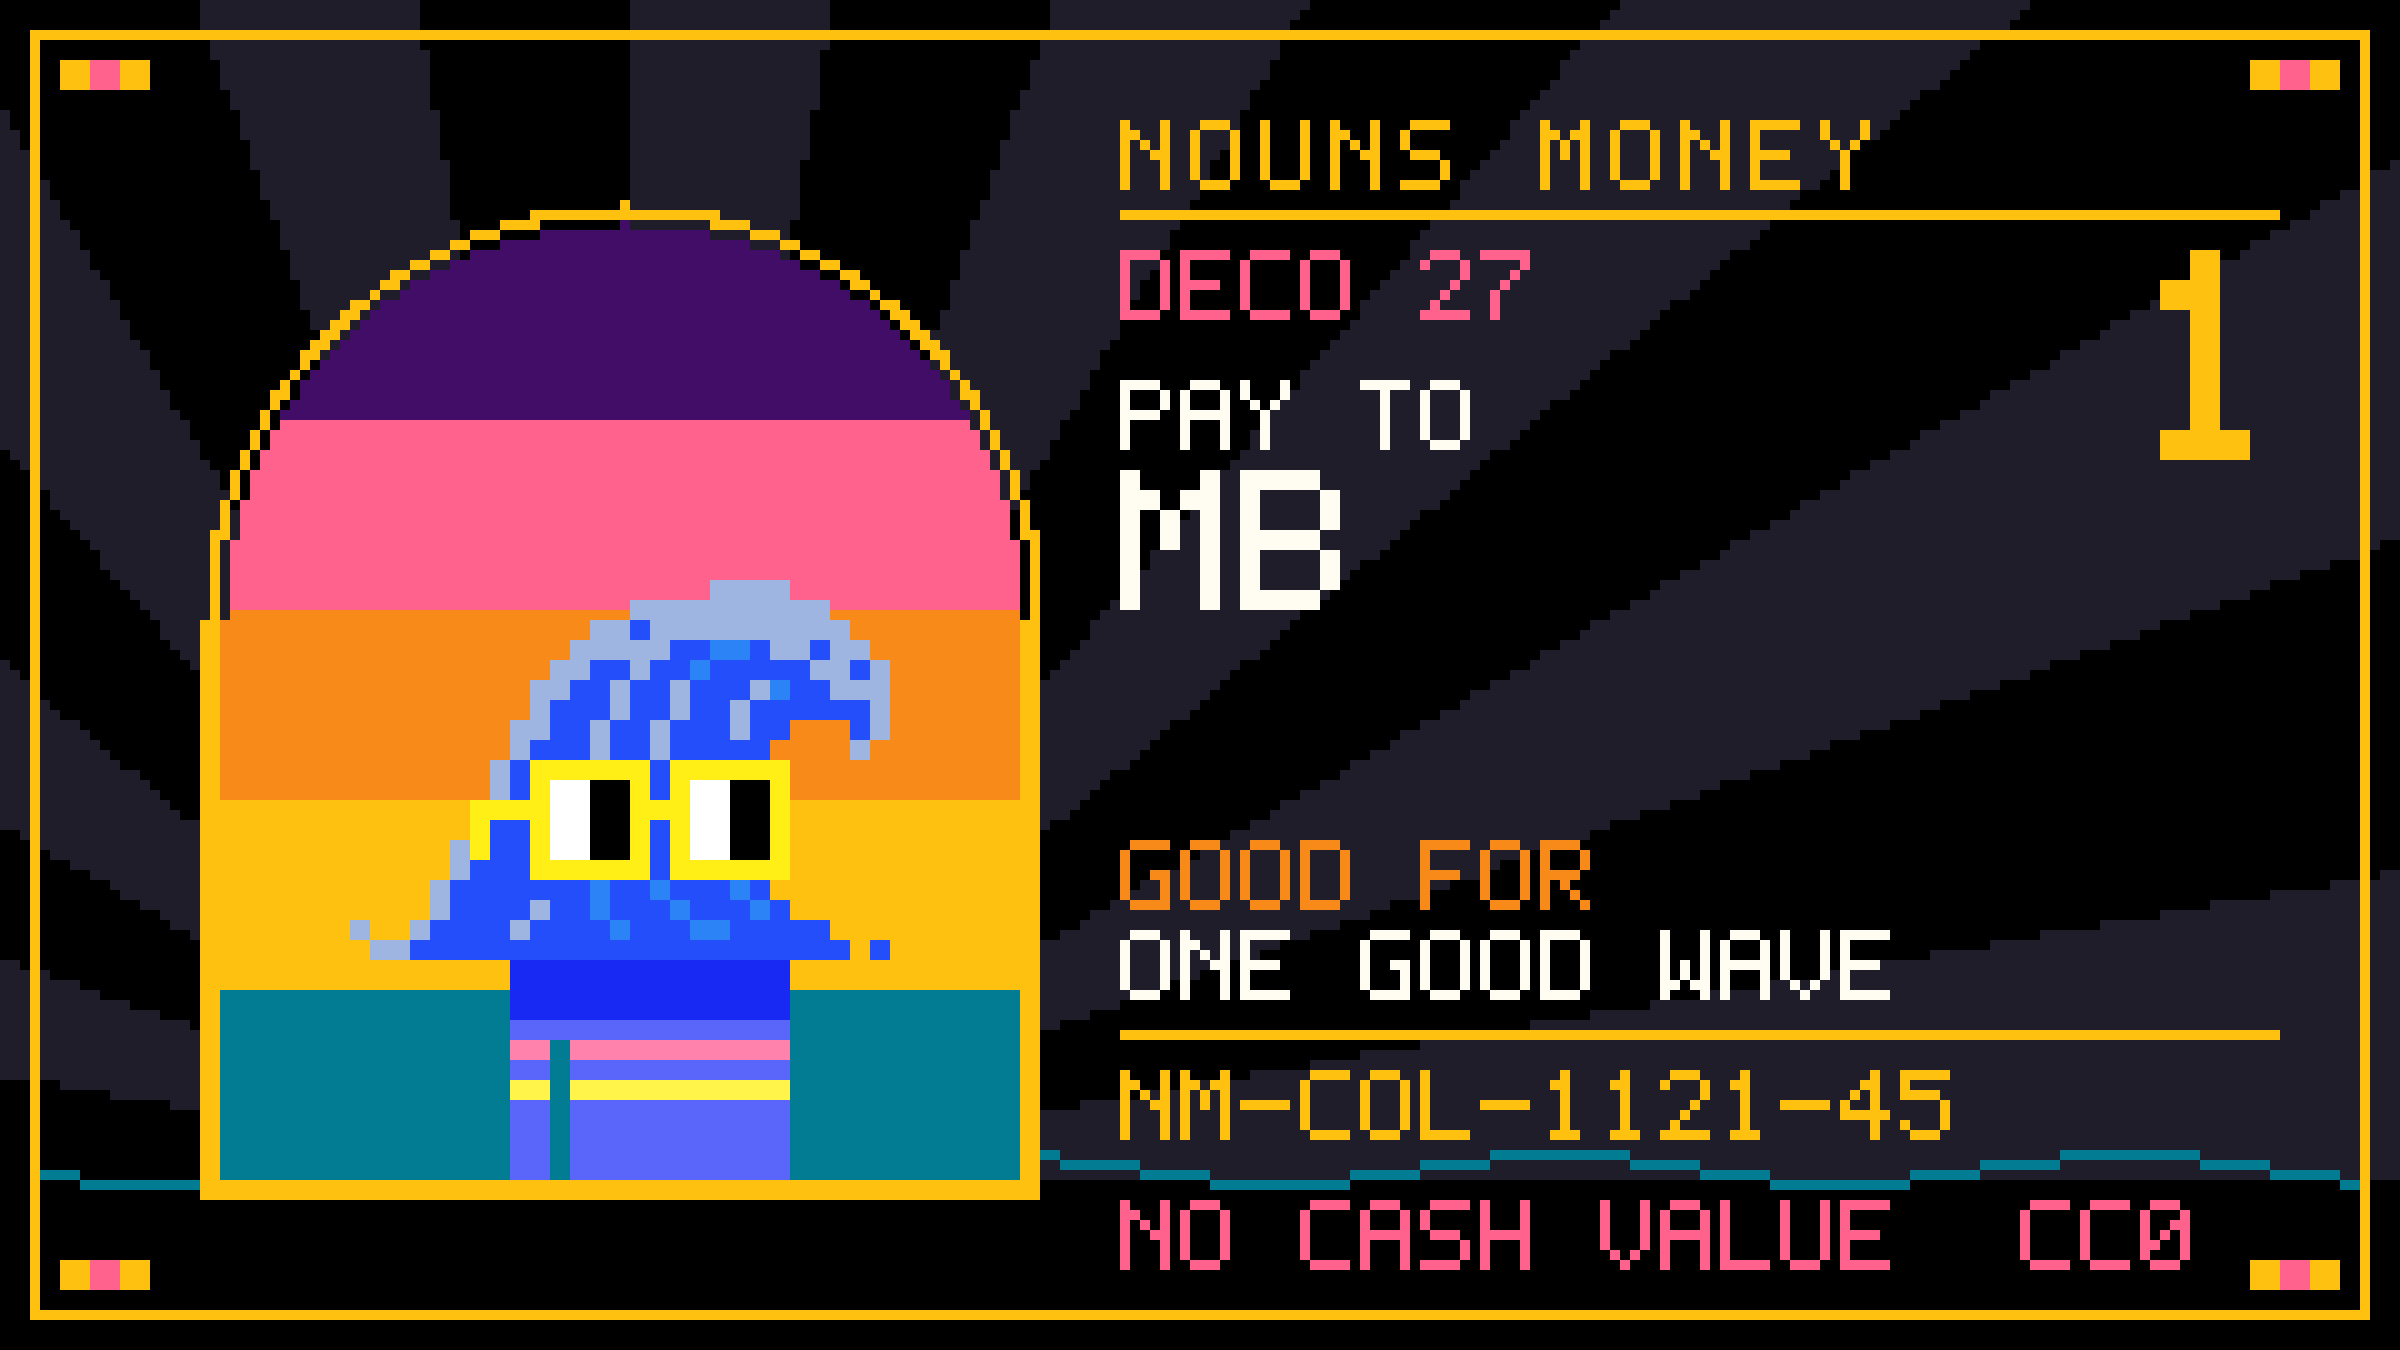 NOUNS MONEY
DECO 27
1
PAY TO
MB
GOOD FOR
ONE GOOD WAVE
NM-COL-1121-45
NO CASH VALUE CC0